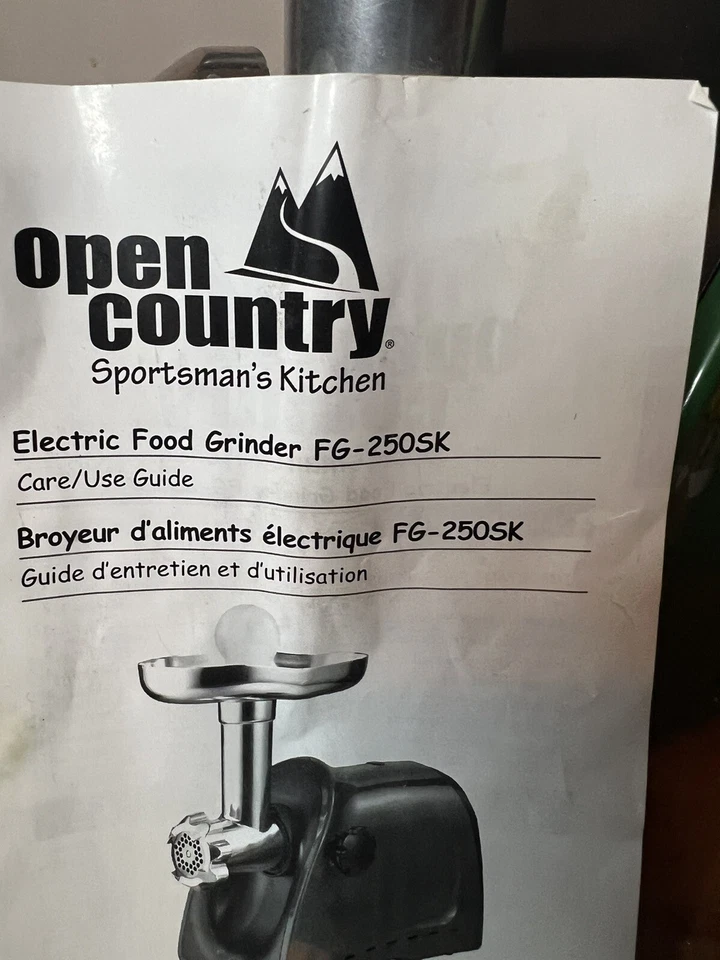 Open
country®
Sportsman's Kitchen
Electric Food Grinder FG-250SK
Care/Use Guide
Broyeur d'aliments électrique FG-250SK
Guide d'entretien et d'utilisation